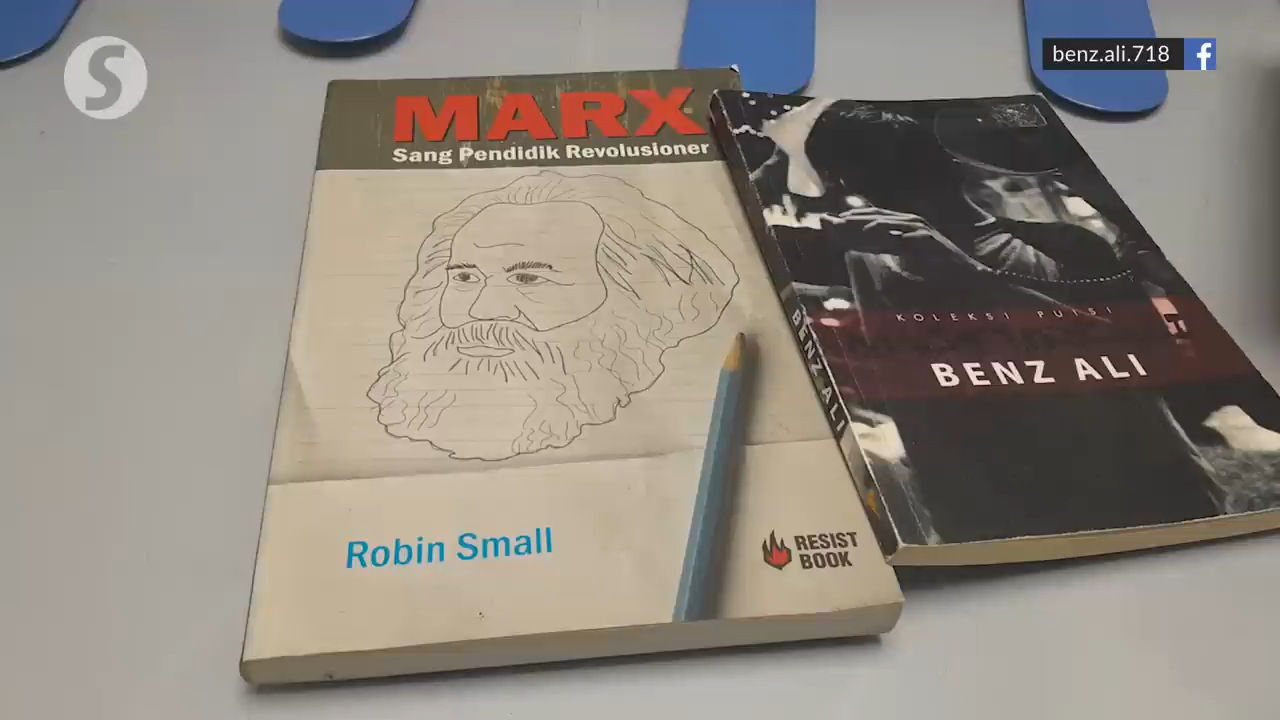 S
benz.ali.718 f
MARX
Sang Pendidik Revolusioner
Robin Small
RESIST
BOOK
KOLEKSI PUISI
BENZ ALI
BENZ ALI